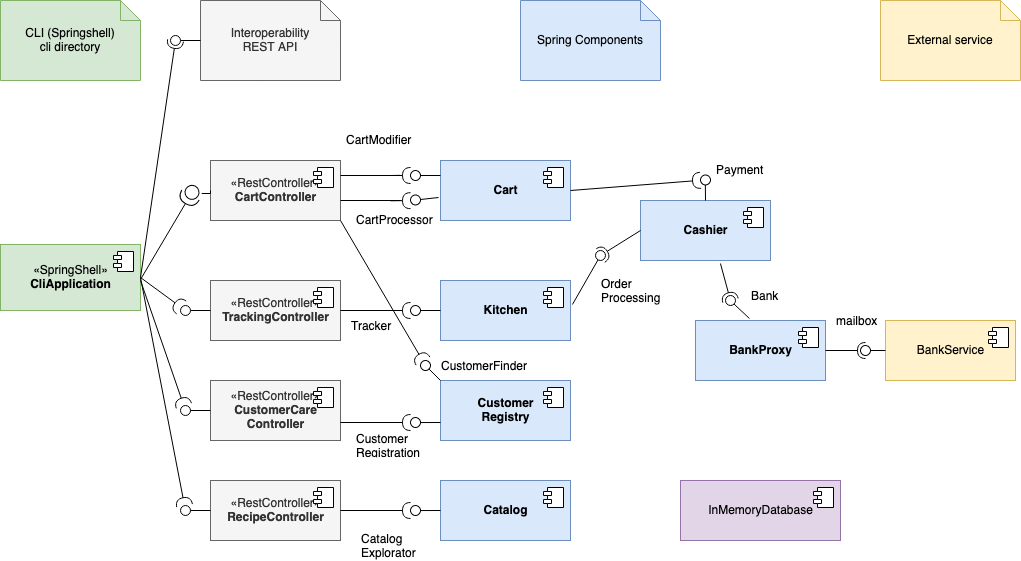 CLI (Springshell)
cli directory
Interoperability
REST API
Spring Components
External service
CartModifier
«RestController
CartController
Cart
Payment
CartProcessor
Cashier
«SpringShell»
CliApplication
Order
Processing
«RestController
TrackingController
Kitchen
Tracker
Bank
mailbox
BankProxy
BankService
CustomerFinder
«RestController
CustomerCare
Controller
Customer
Registry
Customer
Registration
«RestController
RecipeController
Catalog
InMemoryDatabase
Catalog
Explorator